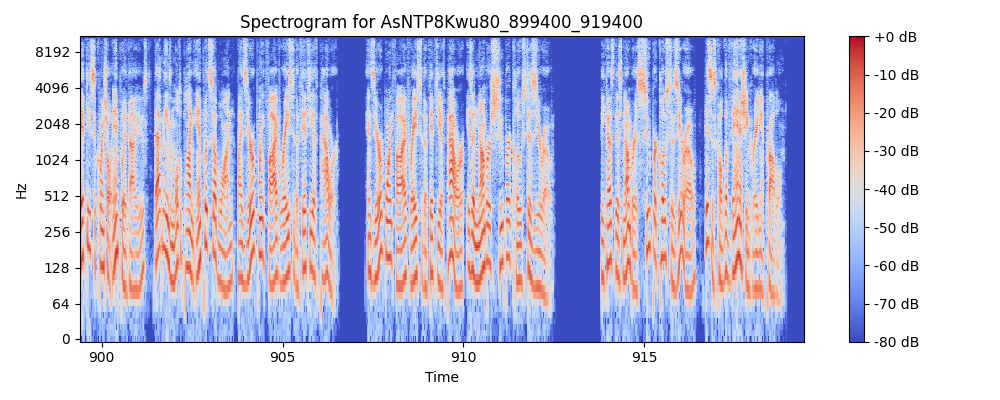 Spectrogram for AsNTP8Kwu80_899400_919400
Hz
8192
4096
2048
1024
512
256
128
64
0
900
905
910
915
Time
+0 dB
-10 dB
-20 dB
-30 dB
-40 dB
-50 dB
-60 dB
-70 dB
-80 dB